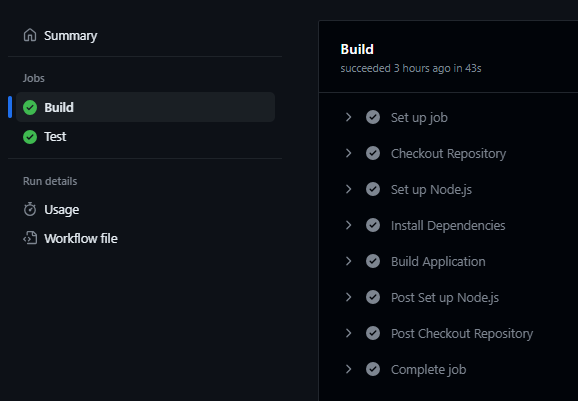 Summary
Jobs
Build
Test
Run details
Usage
Workflow file
Build
succeeded 3 hours ago in 43s
Set up job
Checkout Repository
Set up Node.js
Install Dependencies
Build Application
Post Set up Node.js
Post Checkout Repository
Complete job